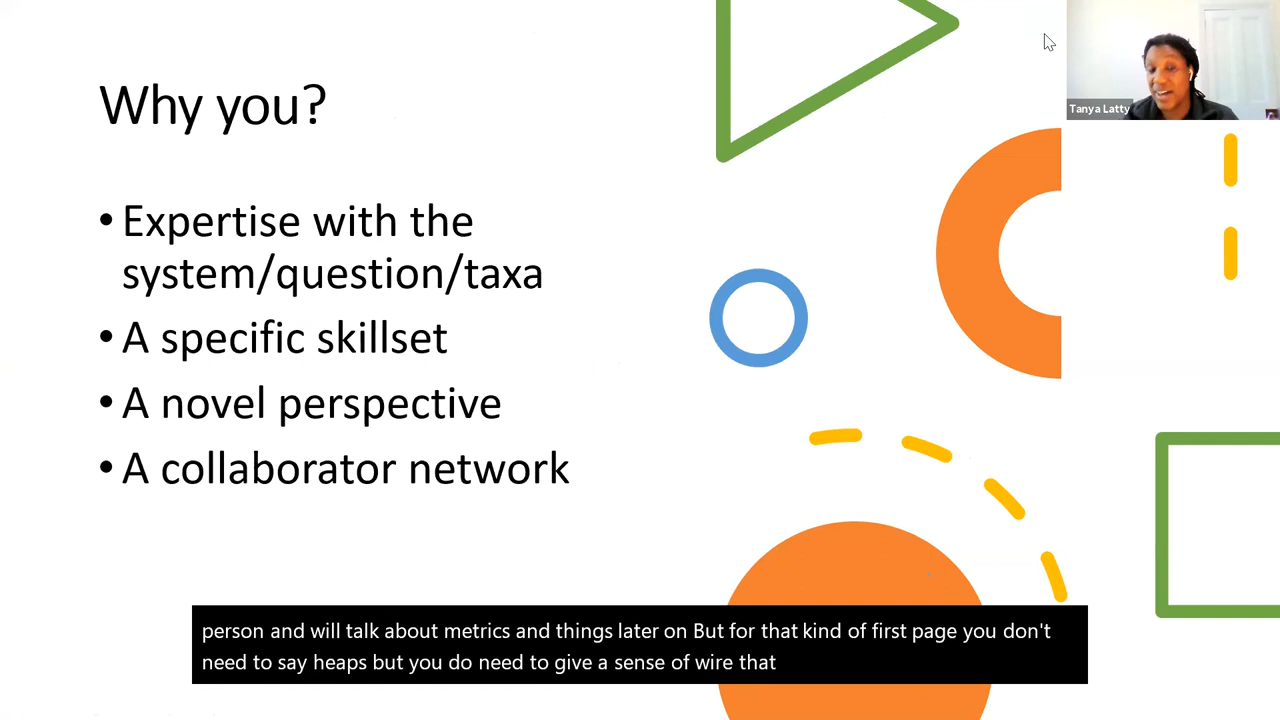 Why you?
• Expertise with the
system/question/taxa
• A specific skillset
• A novel perspective
• A collaborator network
Tanya Latty
person and will talk about metrics and things later on But for that kind of first page you don't
need to say heaps but you do need to give a sense of wire that